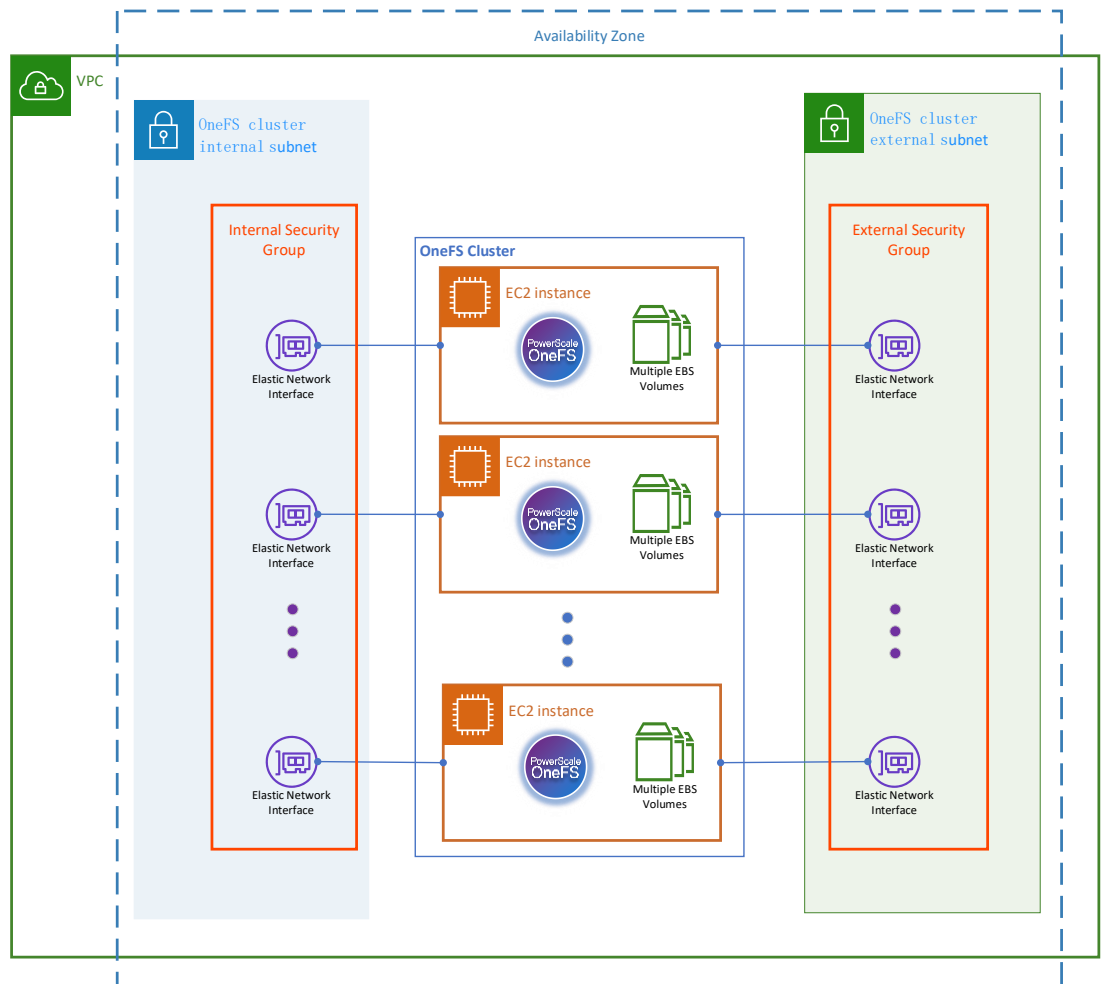 Availability Zone
VPC
OneFS cluster
internal subnet
OneFS cluster
external subnet
Internal Security
Group
External Security
Group
OneFS Cluster
EC2 instance
PowerScale
OneFS
Multiple EBS
Volumes
Elastic Network
Interface
Elastic Network
Interface
EC2 instance
PowerScale
OneFS
Multiple EBS
Volumes
Elastic Network
Interface
Elastic Network
Interface
EC2 instance
PowerScale
OneFS
Multiple EBS
Volumes
Elastic Network
Interface
Elastic Network
Interface